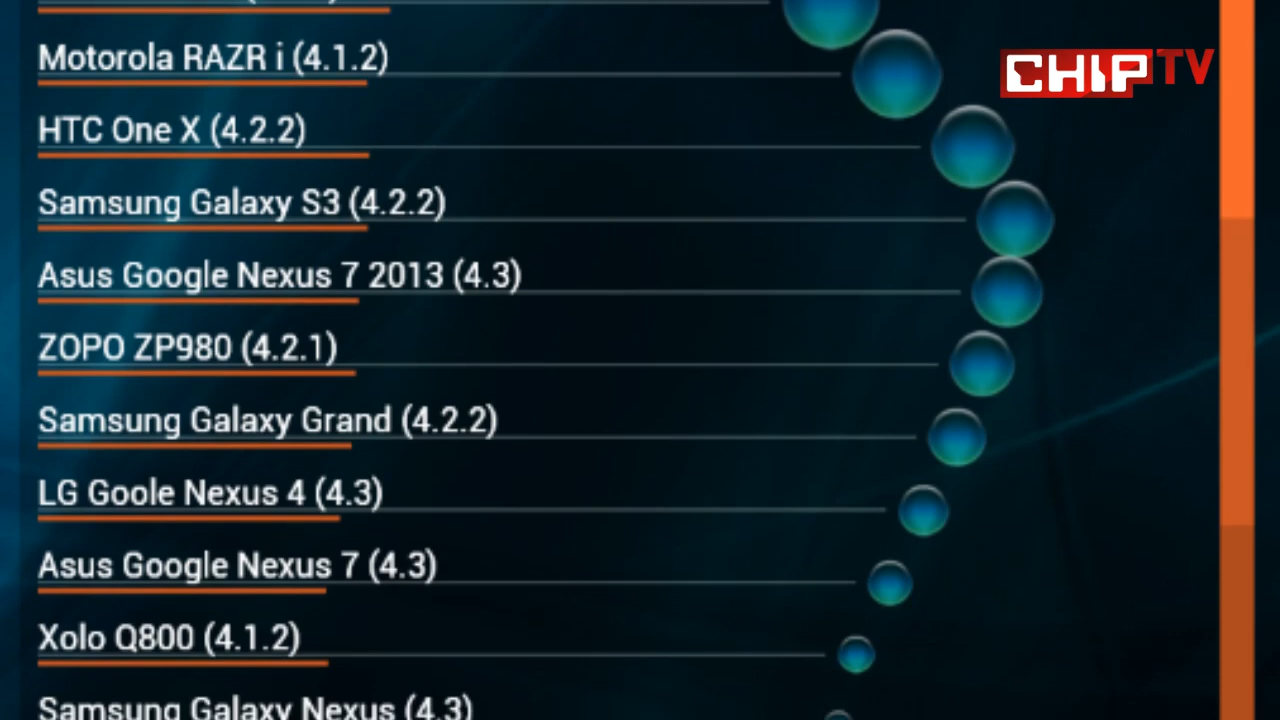 Motorola RAZR i (4.1.2)
CHIP TV
HTC One X (4.2.2)
Samsung Galaxy S3 (4.2.2)
Asus Google Nexus 7 2013 (4.3)
ZOPO ZP980 (4.2.1)
Samsung Galaxy Grand (4.2.2)
LG Goole Nexus 4 (4.3)
Asus Google Nexus 7 (4.3)
Xolo Q800 (4.1.2)
Samsung Galaxy Nexus (4.3)